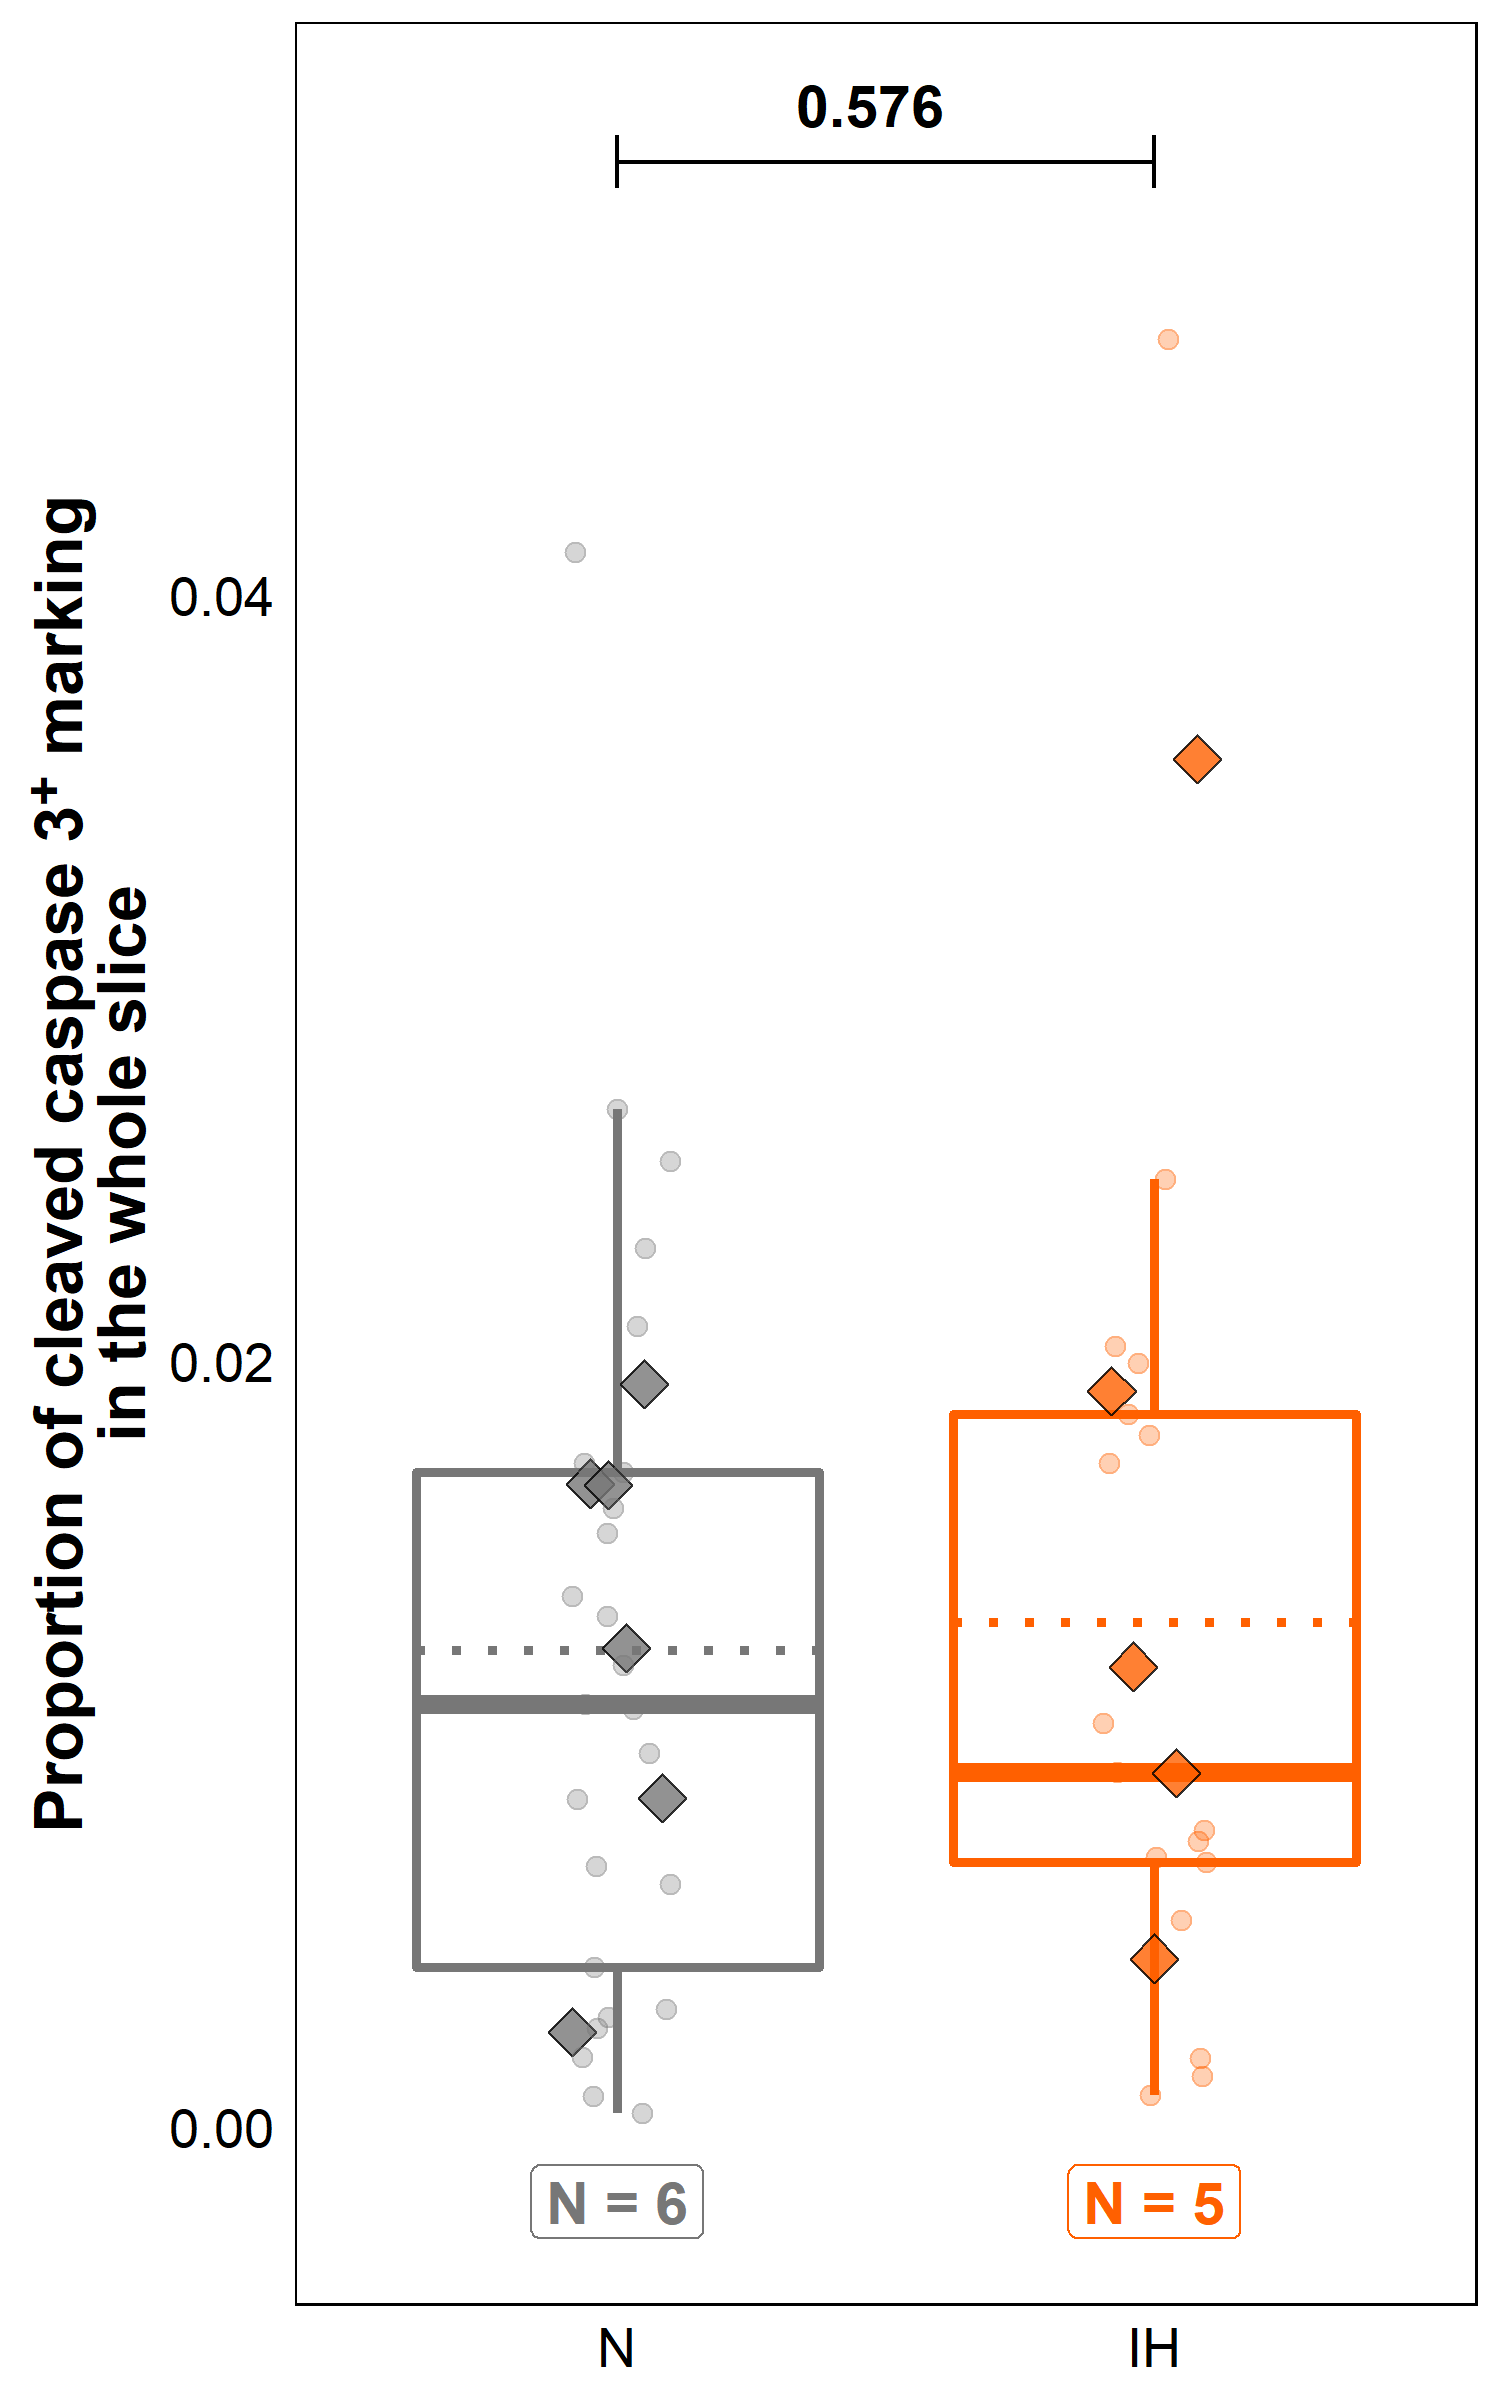 0.576
Proportion of cleaved caspase 3⁺ marking
in the whole slice
0.04
0.02
0.00
N = 6
N = 5
N
IH